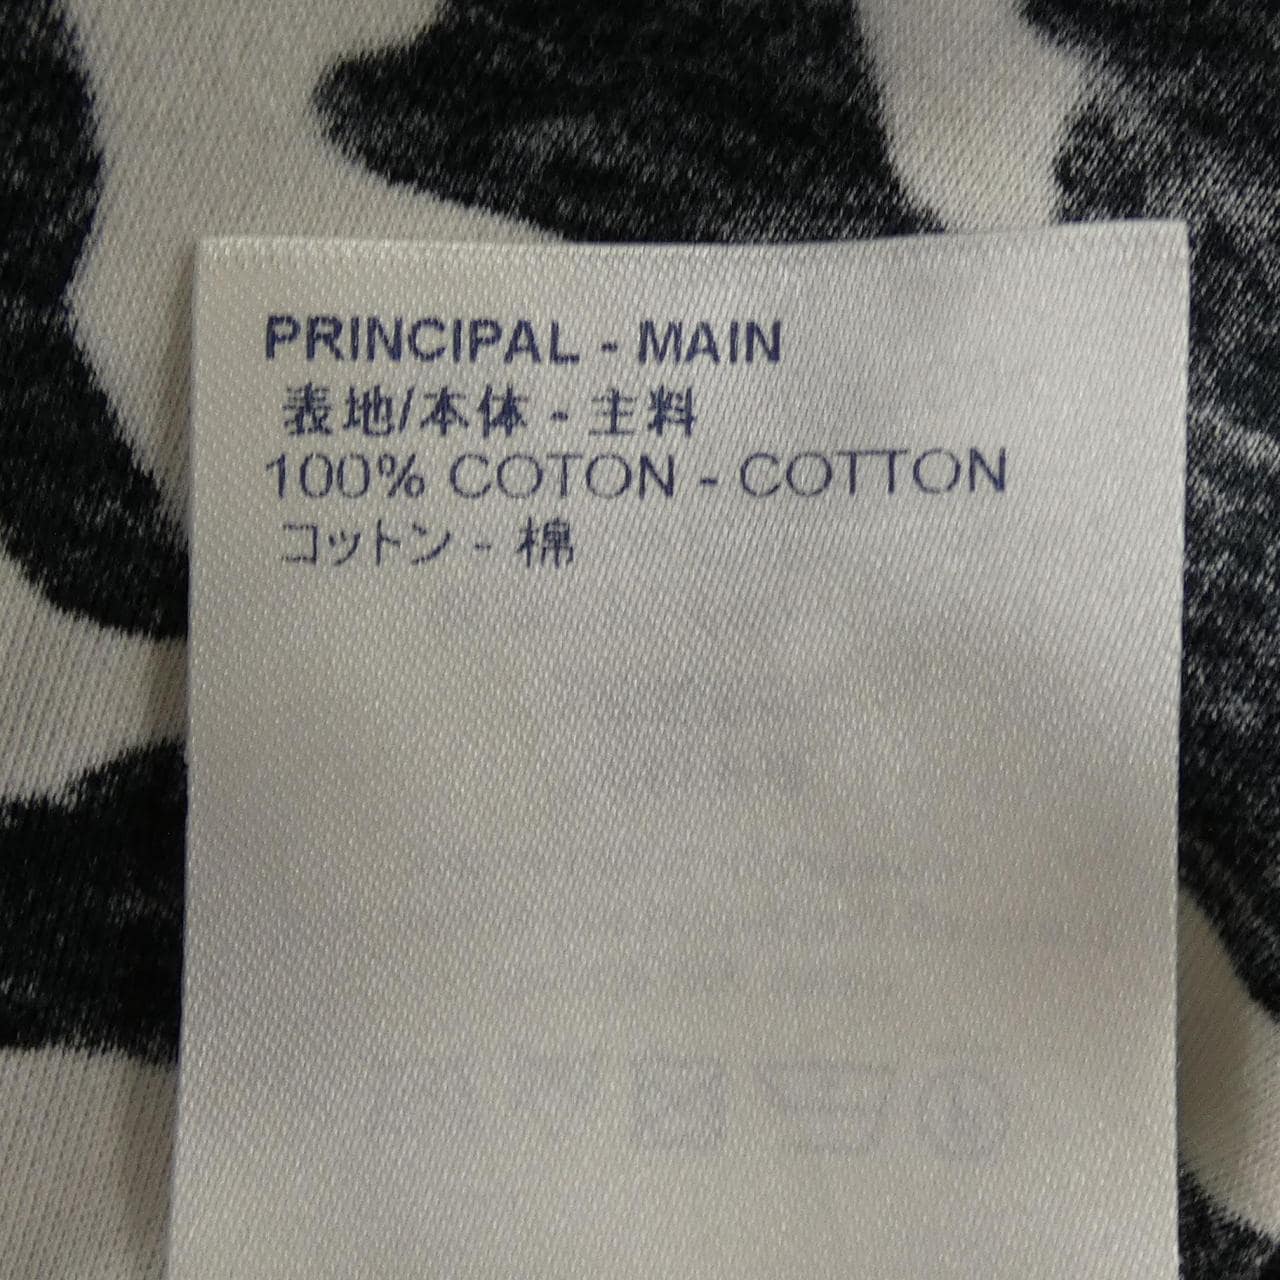 PRINCIPAL - MAIN
表地/本体 - 主料
100% COTON - COTTON
コットン - 棉